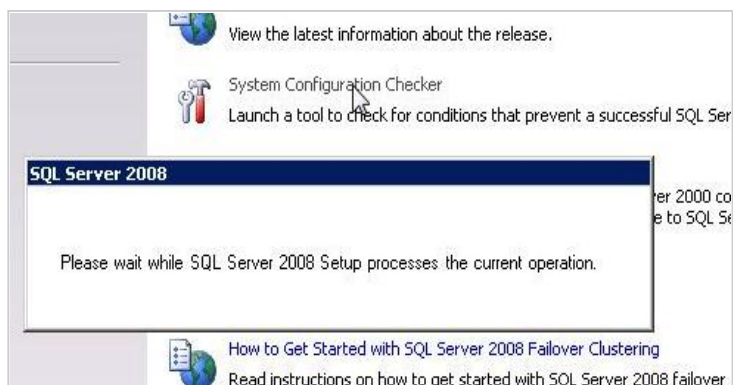 View the latest information about the release.
System Configuration Checker
Launch a tool to check for conditions that prevent a successful SQL Ser
SQL Server 2008
er 2000 co
e to SQL Se
Please wait while SQL Server 2008 Setup processes the current operation.
How to Get Started with SQL Server 2008 Failover Clustering
Read instructions on how to get started with SQL Server 2008 failover